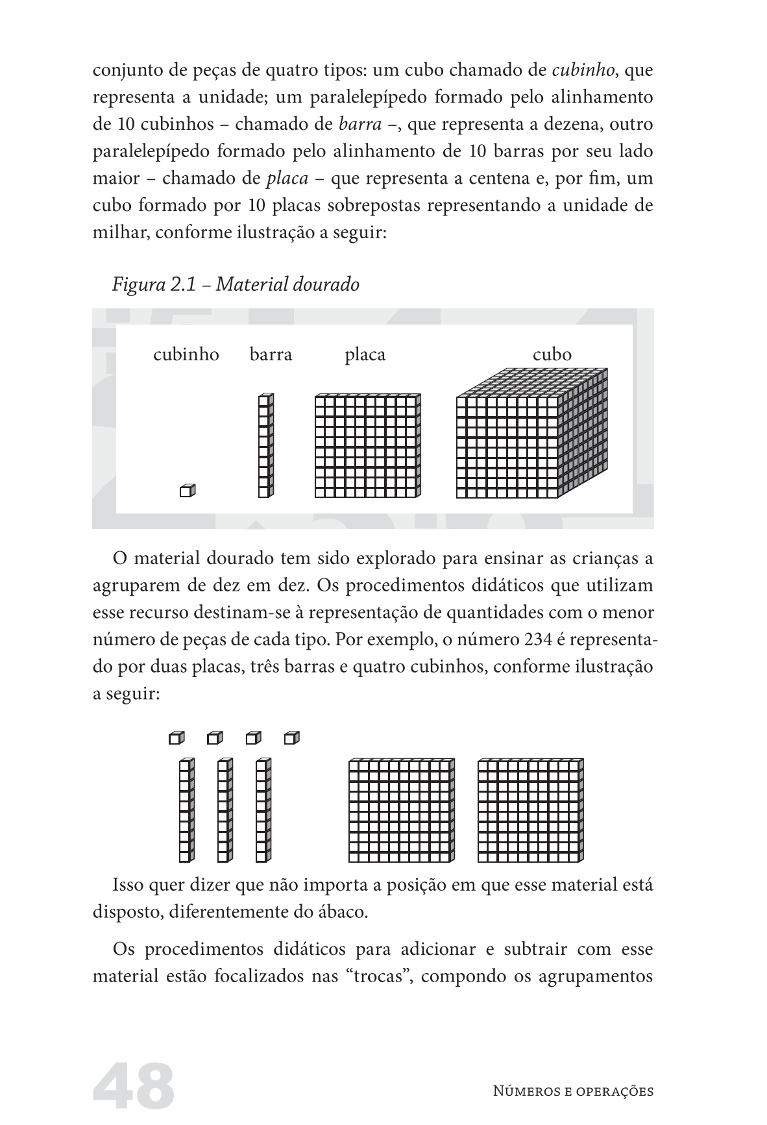 conjunto de peças de quatro tipos: um cubo chamado de cubinho, que
representa a unidade; um paralelepípedo formado pelo alinhamento
de 10 cubinhos – chamado de barra –, que representa a dezena, outro
paralelepípedo formado pelo alinhamento de 10 barras por seu lado
maior – chamado de placa – que representa a centena e, por fim, um
cubo formado por 10 placas sobrepostas representando a unidade de
milhar, conforme ilustração a seguir:
Figura 2.1 – Material dourado
cubinho barra placa cubo
O material dourado tem sido explorado para ensinar as crianças a
agruparem de dez em dez. Os procedimentos didáticos que utilizam
esse recurso destinam-se à representação de quantidades com o menor
número de peças de cada tipo. Por exemplo, o número 234 é representa-
do por duas placas, três barras e quatro cubinhos, conforme ilustração
a seguir:
Isso quer dizer que não importa a posição em que esse material está
disposto, diferentemente do ábaco.
Os procedimentos didáticos para adicionar e subtrair com esse
material estão focalizados nas “trocas”, compondo os agrupamentos
48
Números e operações